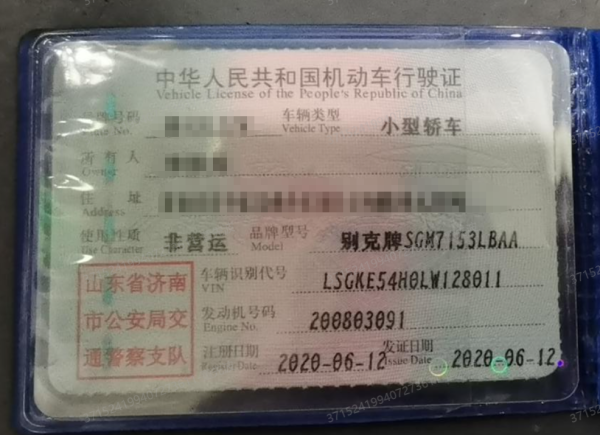 中华人民共和国机动车行驶证
Vehicle License of the People's Republic of China
号牌号码 车辆类型 小型轿车
Plate No. Vehicle Type
所有人
Owner
住址
Address
使用性质 非营运 品牌型号 别克牌SGM7153LBAA
Use Character Model
山东省济南 车辆识别代号 LSGKE54H0LW128011
VIN
市公安局交 发动机号码 200803091
Engine No.
通警察支队 注册日期 2020-06-12 发证日期 2020-06-12
Register Date Issue Date